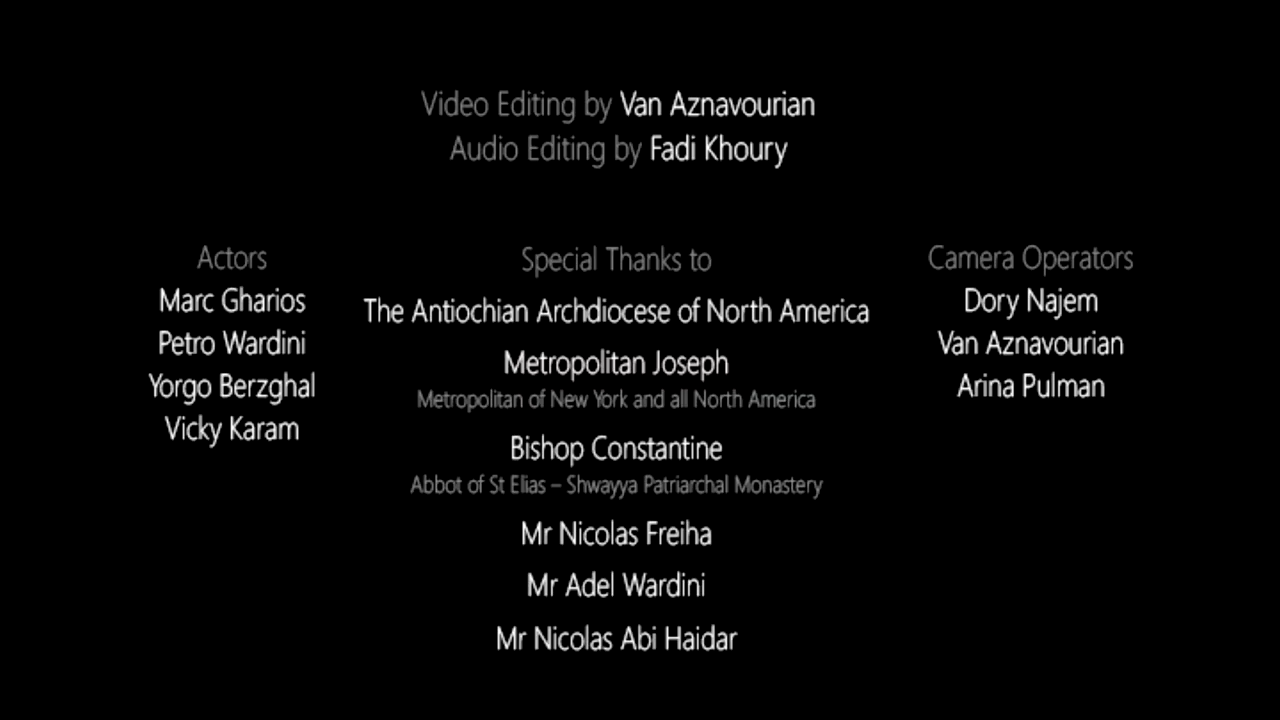 Video Editing by Van Aznavourian
Audio Editing by Fadi Khoury
Actors
Marc Gharios
Petro Wardini
Yorgo Berzghal
Vicky Karam
Special Thanks to
The Antiochian Archdiocese of North America
Metropolitan Joseph
Metropolitan of New York and all North America
Bishop Constantine
Abbot of St Elias – Shwayya Patriarchal Monastery
Mr Nicolas Freiha
Mr Adel Wardini
Mr Nicolas Abi Haidar
Camera Operators
Dory Najem
Van Aznavourian
Arina Pulman